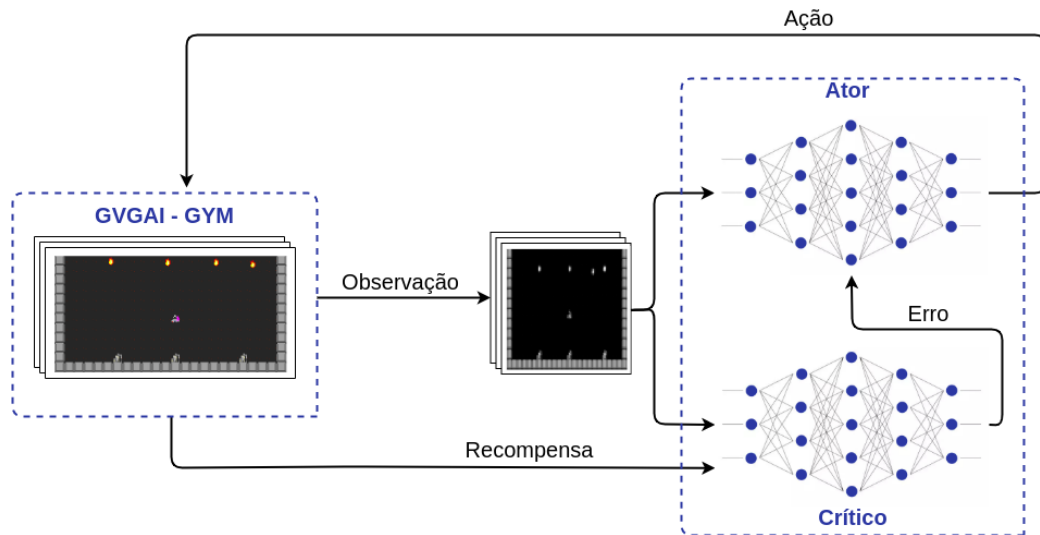 Ação
Ator
GVGAI - GYM
Observação
Erro
Recompensa
Crítico